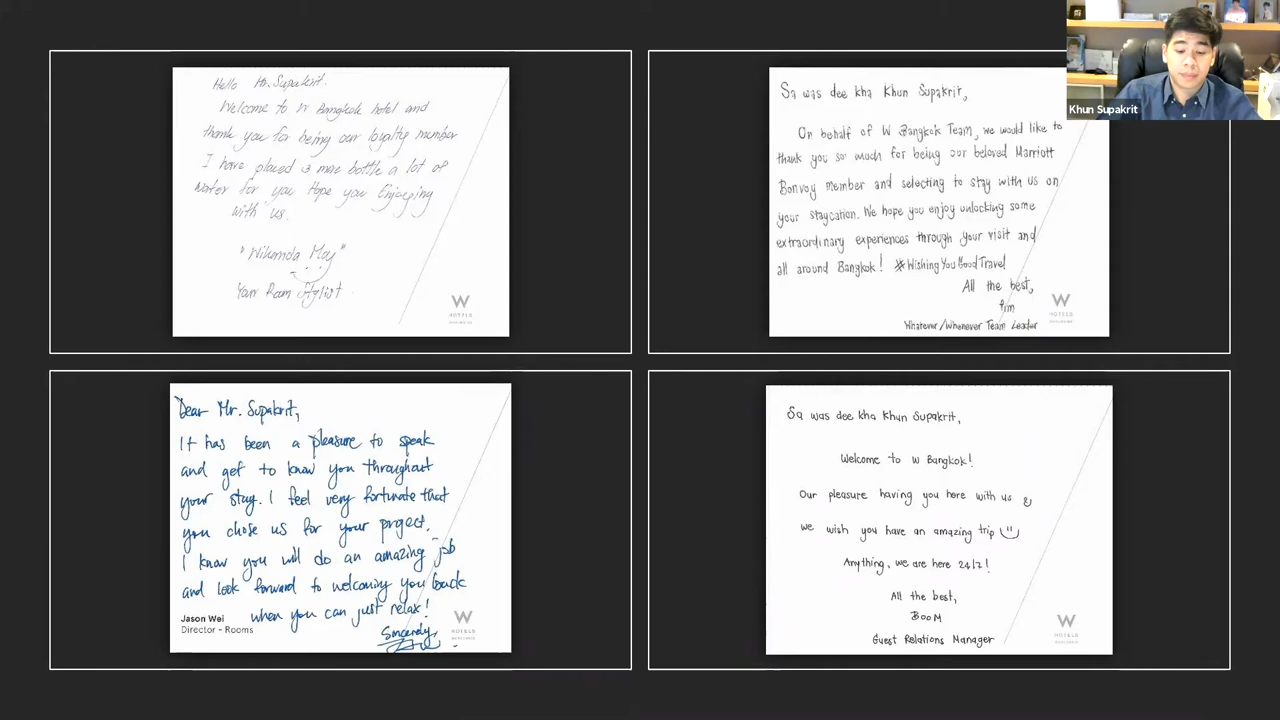 Hello Mr. Supakrit.
Welcome to W Bangkok hotel and
thank you for being our loyalty member
I have placed 3 more bottle a lot of
water for you Hope you Enjoying
with us.
Your Room Stylist
W
HOTELS
Sa was dee kha Khun Supakrit,
On behalf of W Bangkok Team, we would like to
thank you so much for being our beloved Marriott
Bonvoy member and selecting to stay with us on
your staycation. We hope you enjoy unlocking some
extraordinary experiences through your visit and
all around Bangkok! #WishingYouGoodTravel
All the best,
Whatever/Whenever Team Leader
W
HOTELS
Khun Supakrit
Dear Mr. Supakrit,
It has been a pleasure to speak
and get to know you throughout
your stay. I feel very fortunate that
you chose us for your project.
I know you will do an amazing job
and look forward to welcoming you back
when you can just relax!
Sincerely,
Jason Wei
Director - Rooms
W
HOTELS
Sa was dee kha Khun Supakrit,
Welcome to W Bangkok!
Our pleasure having you here with us &
we wish you have an amazing trip
Anything, we are here 24/7!
All the best,
BOOM
Guest Relations Manager
W
HOTELS